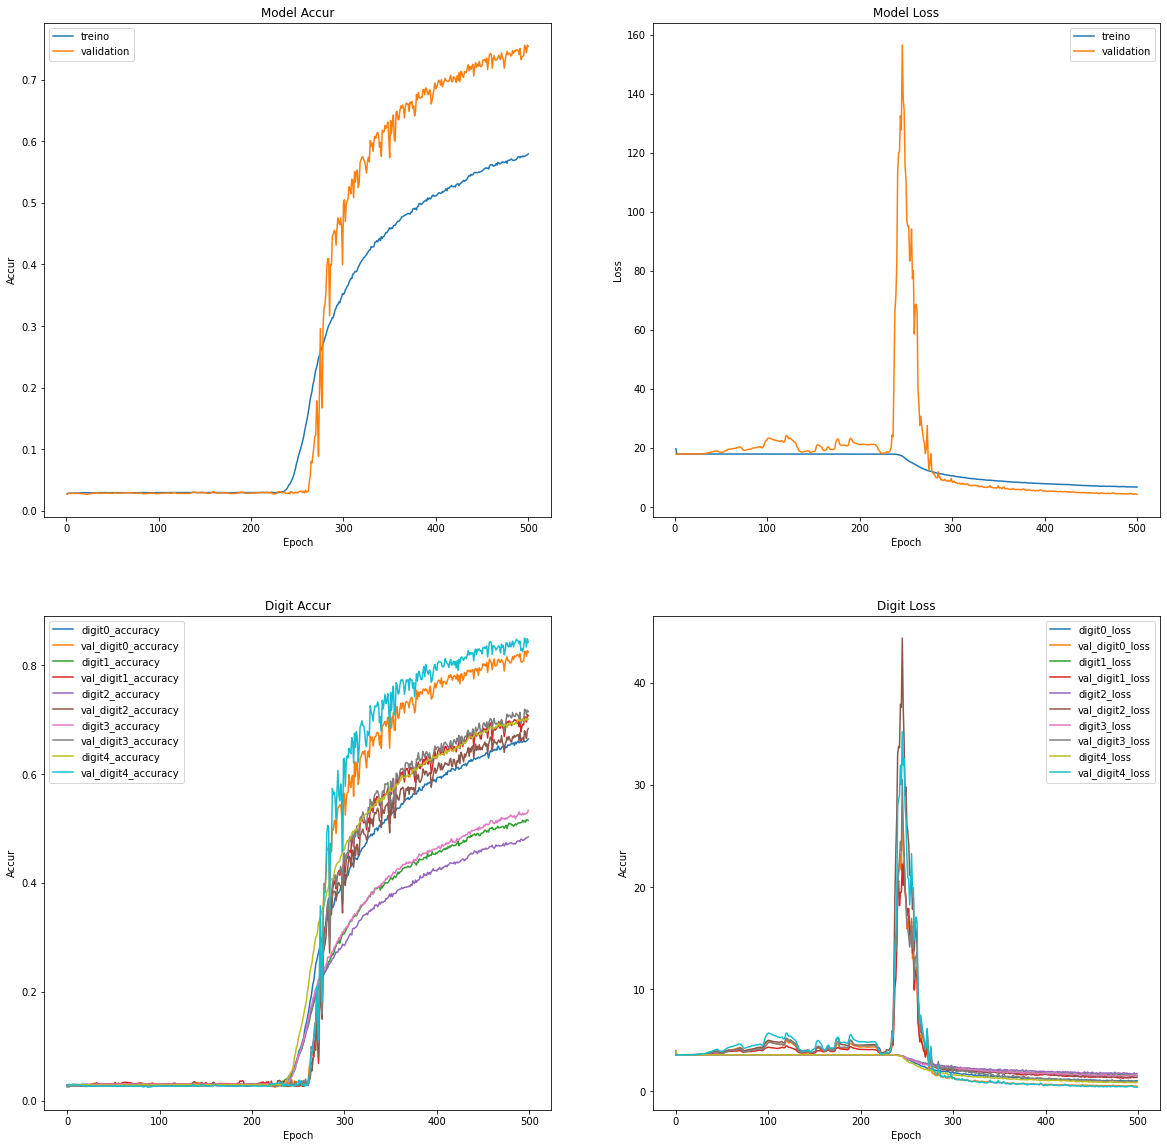 Model Accur
treino
validation
0.7
0.6
0.5
0.4
0.3
0.2
0.1
0.0
Accur
0
100
200
300
400
500
Epoch
Model Loss
treino
validation
160
140
120
100
80
60
40
20
0
Loss
0
100
200
300
400
500
Epoch
Digit Accur
digit0_accuracy
val_digit0_accuracy
digit1_accuracy
val_digit1_accuracy
digit2_accuracy
val_digit2_accuracy
digit3_accuracy
val_digit3_accuracy
digit4_accuracy
val_digit4_accuracy
0.8
0.6
0.4
0.2
0.0
Accur
0
100
200
300
400
500
Epoch
Digit Loss
digit0_loss
val_digit0_loss
digit1_loss
val_digit1_loss
digit2_loss
val_digit2_loss
digit3_loss
val_digit3_loss
digit4_loss
val_digit4_loss
40
30
20
10
0
Acur
0
100
200
300
400
500
Epoch